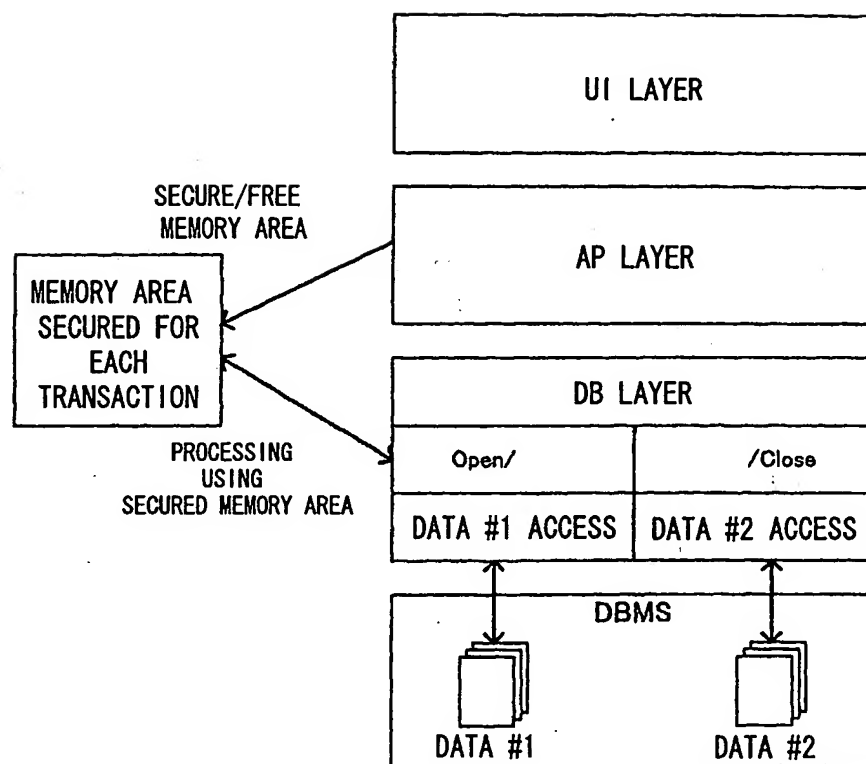 UI LAYER
SECURE/FREE
MEMORY AREA
AP LAYER
MEMORY AREA
SECURED FOR
EACH
TRANSACTION
DB LAYER
PROCESSING
USING
SECURED MEMORY AREA
Open/
/Close
DATA #1 ACCESS
DATA #2 ACCESS
DBMS
DATA #1
DATA #2